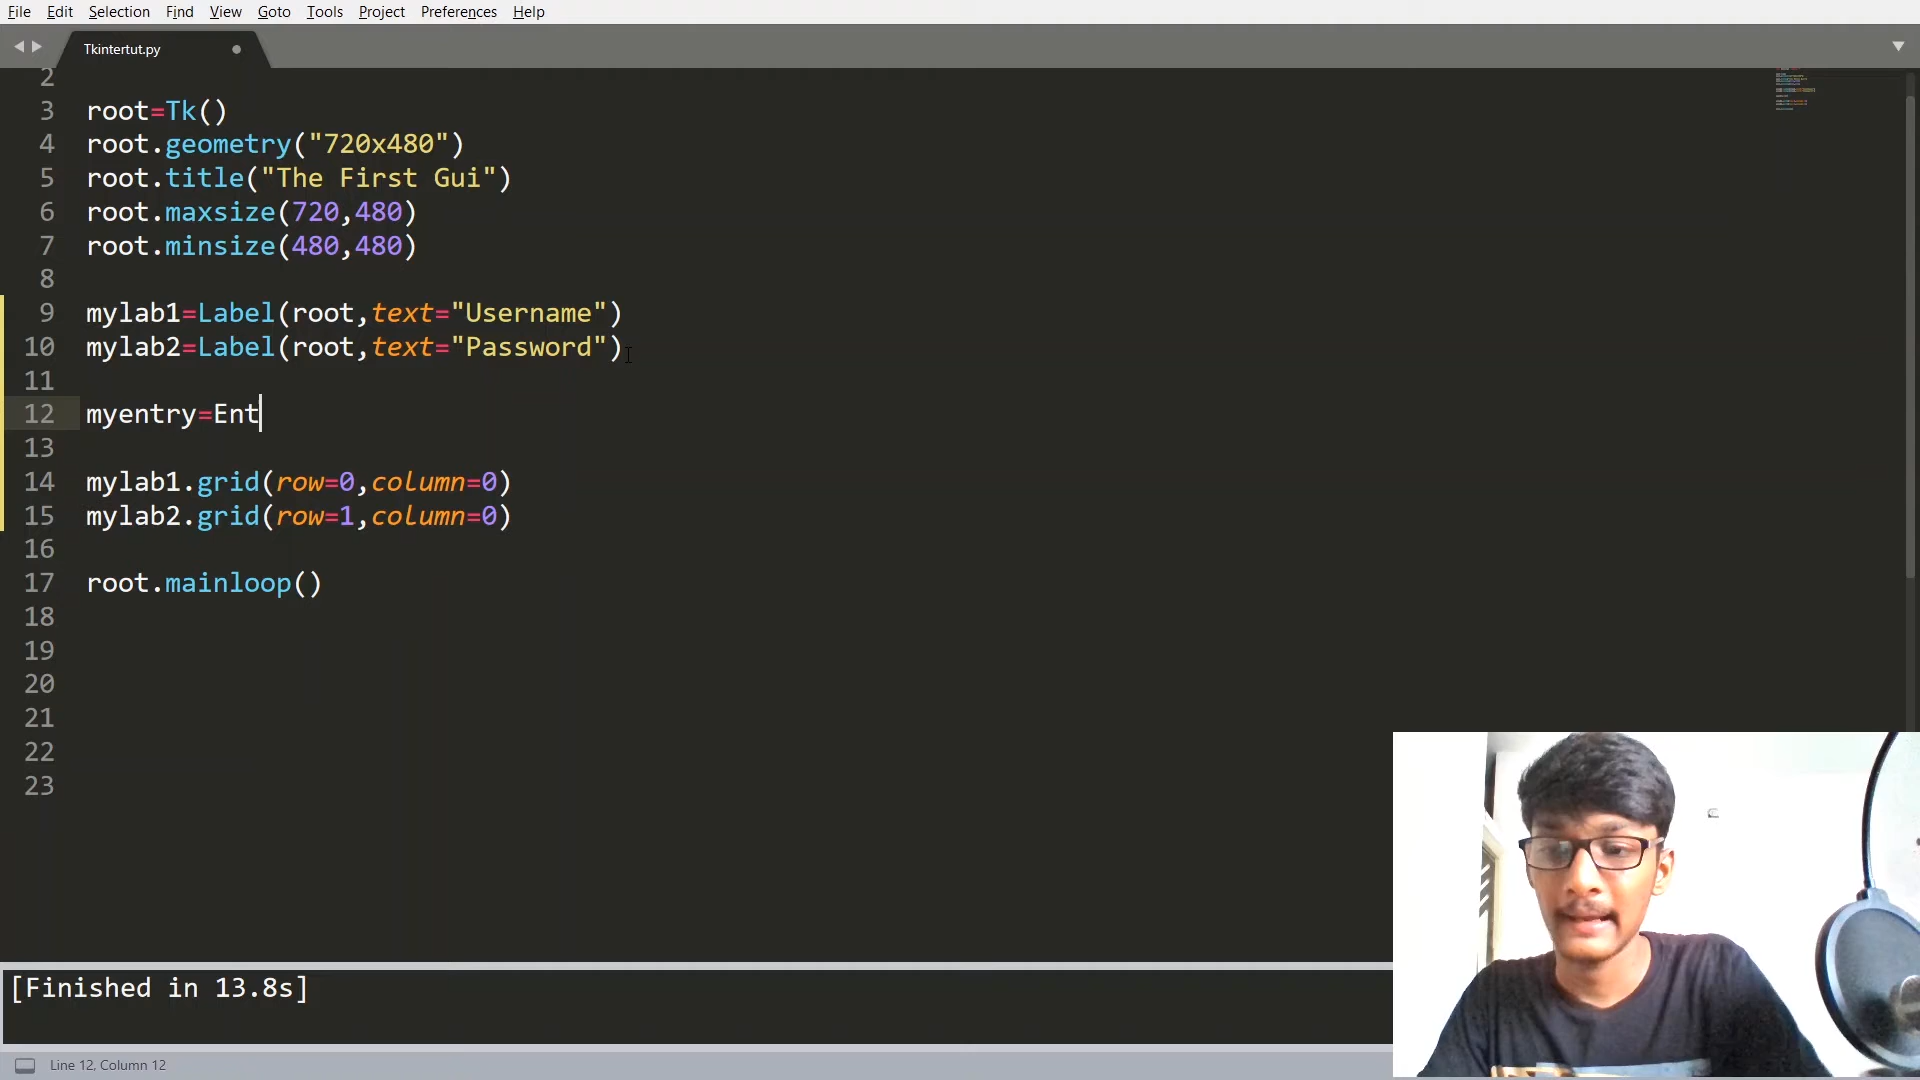 File Edit Selection Find View Goto Tools Project Preferences Help
Tkintertut.py
2
3 root=Tk()
4 root.geometry("720x480")
5 root.title("The First Gui")
6 root.maxsize(720,480)
7 root.minsize(480,480)
8
9 mylab1=Label(root,text="Username")
10 mylab2=Label(root,text="Password")
11
12 myentry=Ent
13
14 mylab1.grid(row=0,column=0)
15 mylab2.grid(row=1,column=0)
16
17 root.mainloop()
18
19
20
21
22
23
[Finished in 13.8s]
Line 12, Column 12